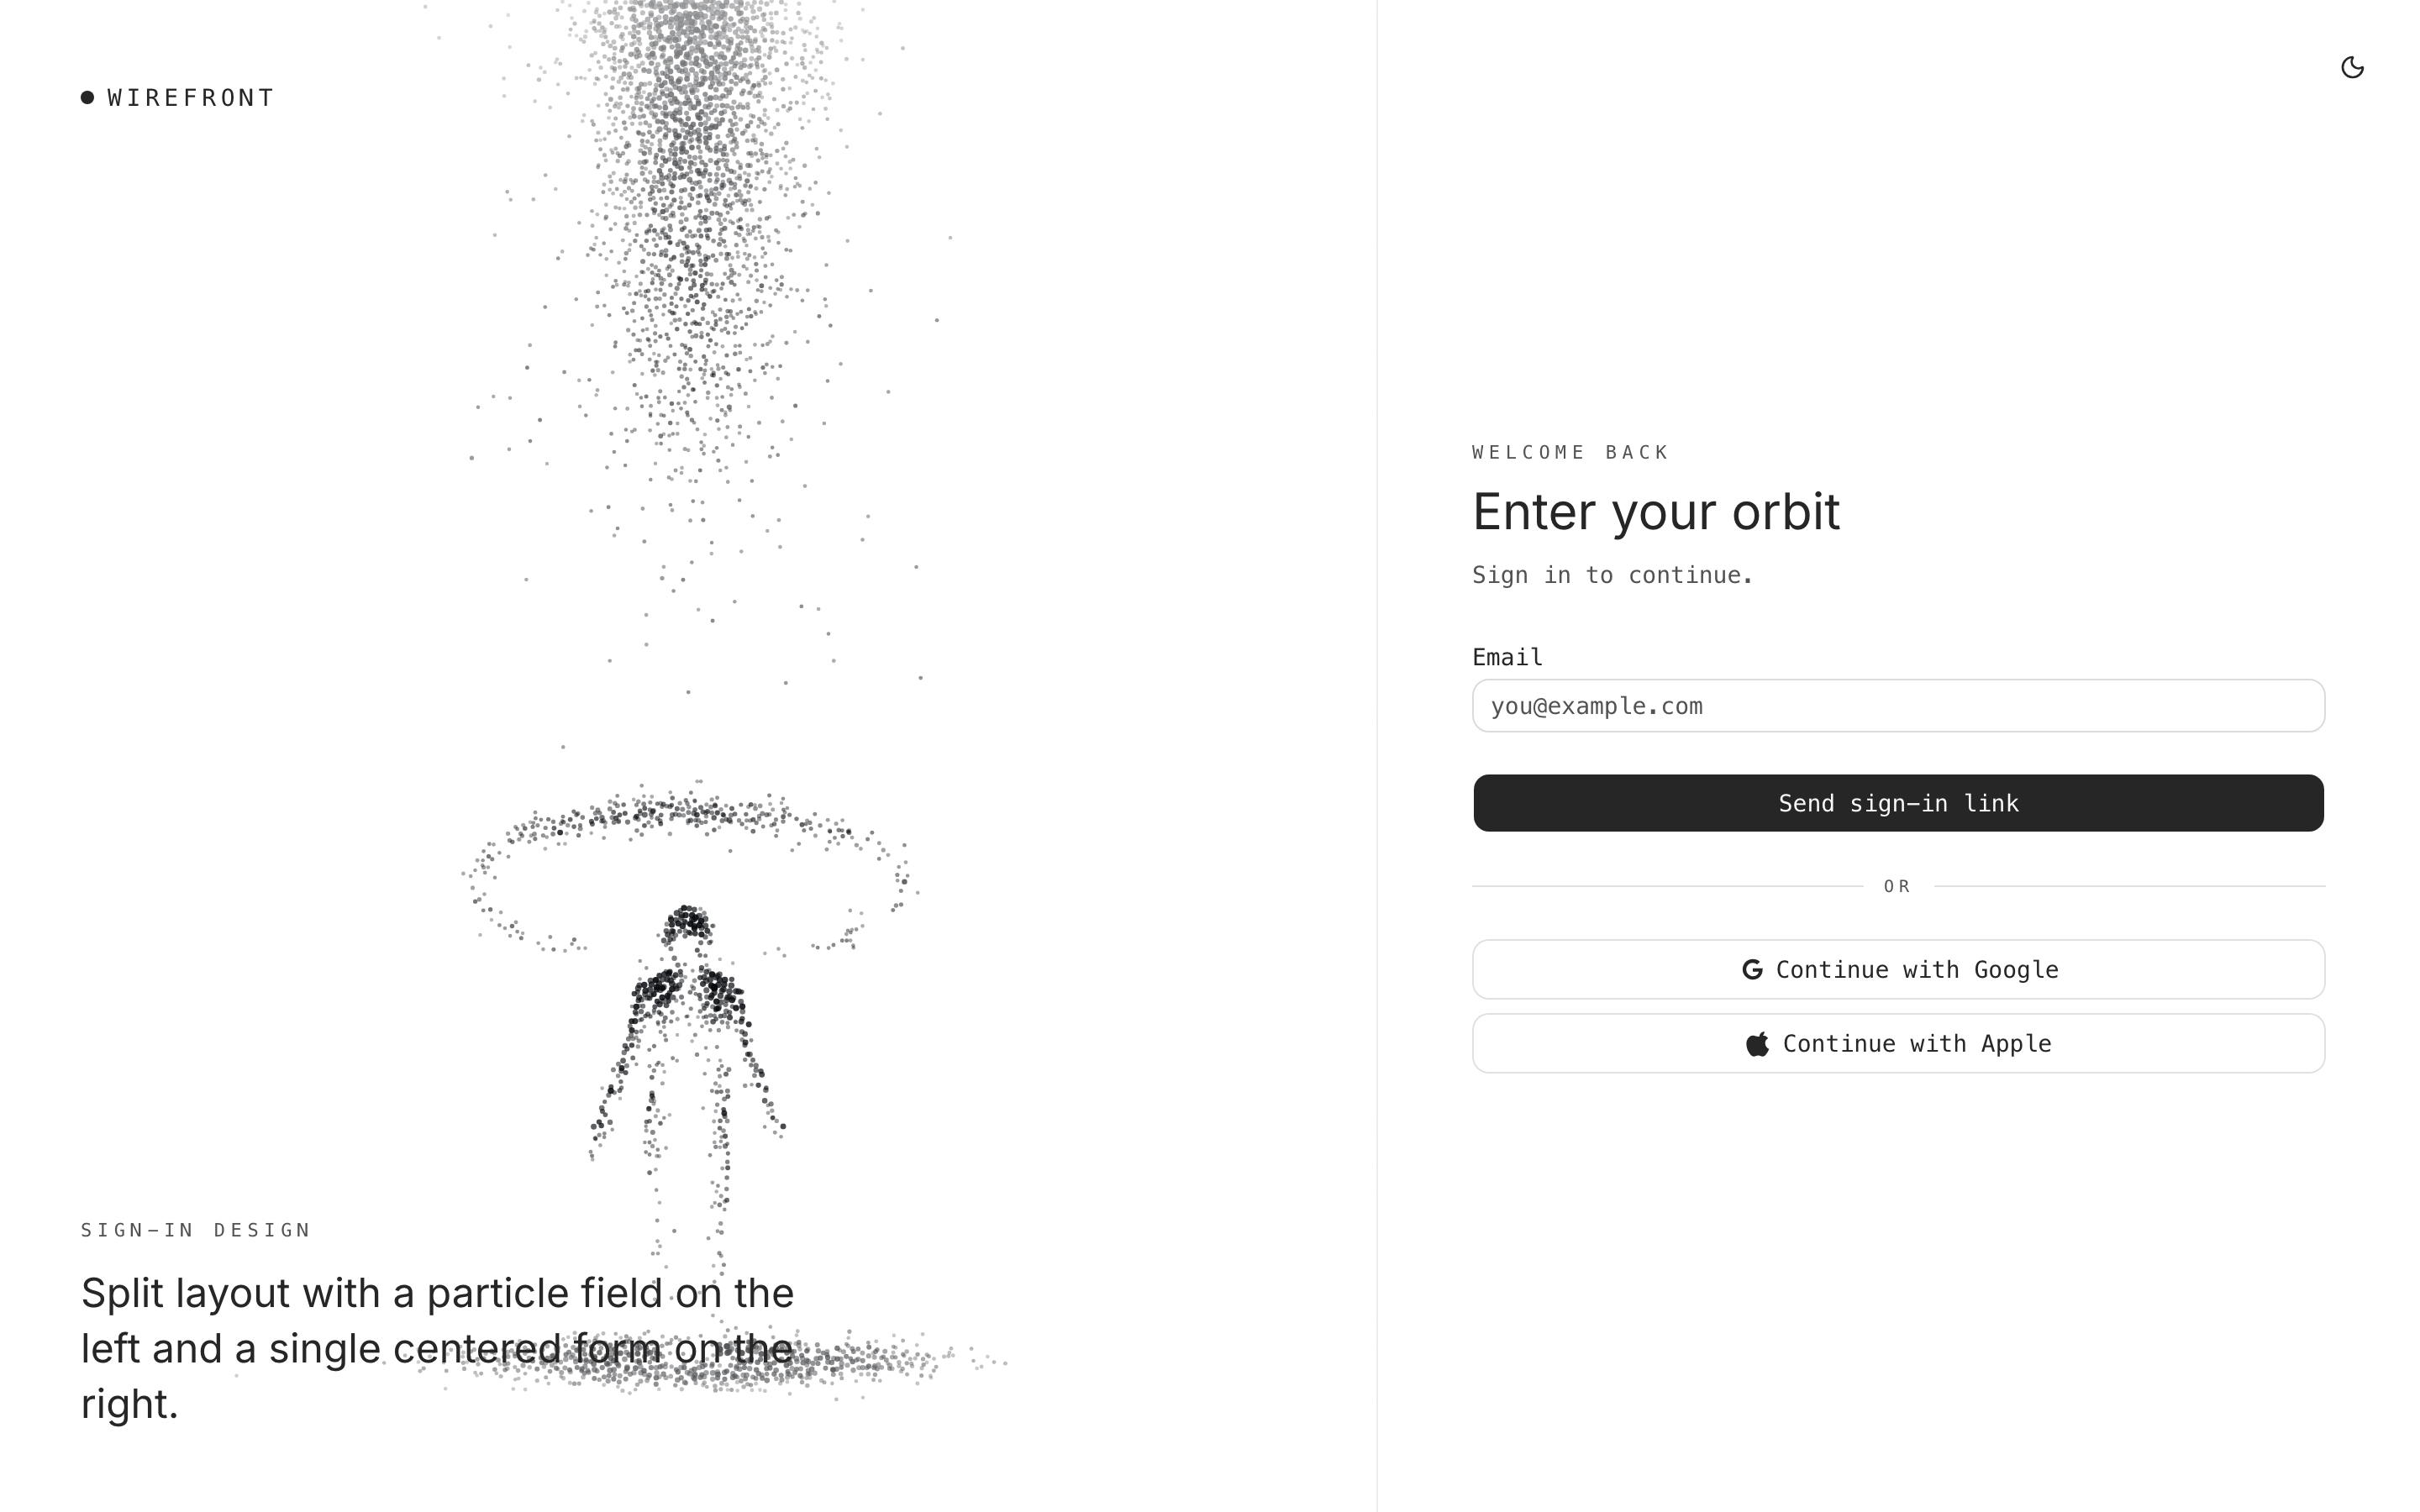 WIREFRONT
SIGN–IN DESIGN
Split layout with a particle field on the
left and a single centered form on the
right.
WELCOME BACK
Enter your orbit
Sign in to continue.
Email
you@example.com
Send sign–in link
OR
Continue with Google
Continue with Apple